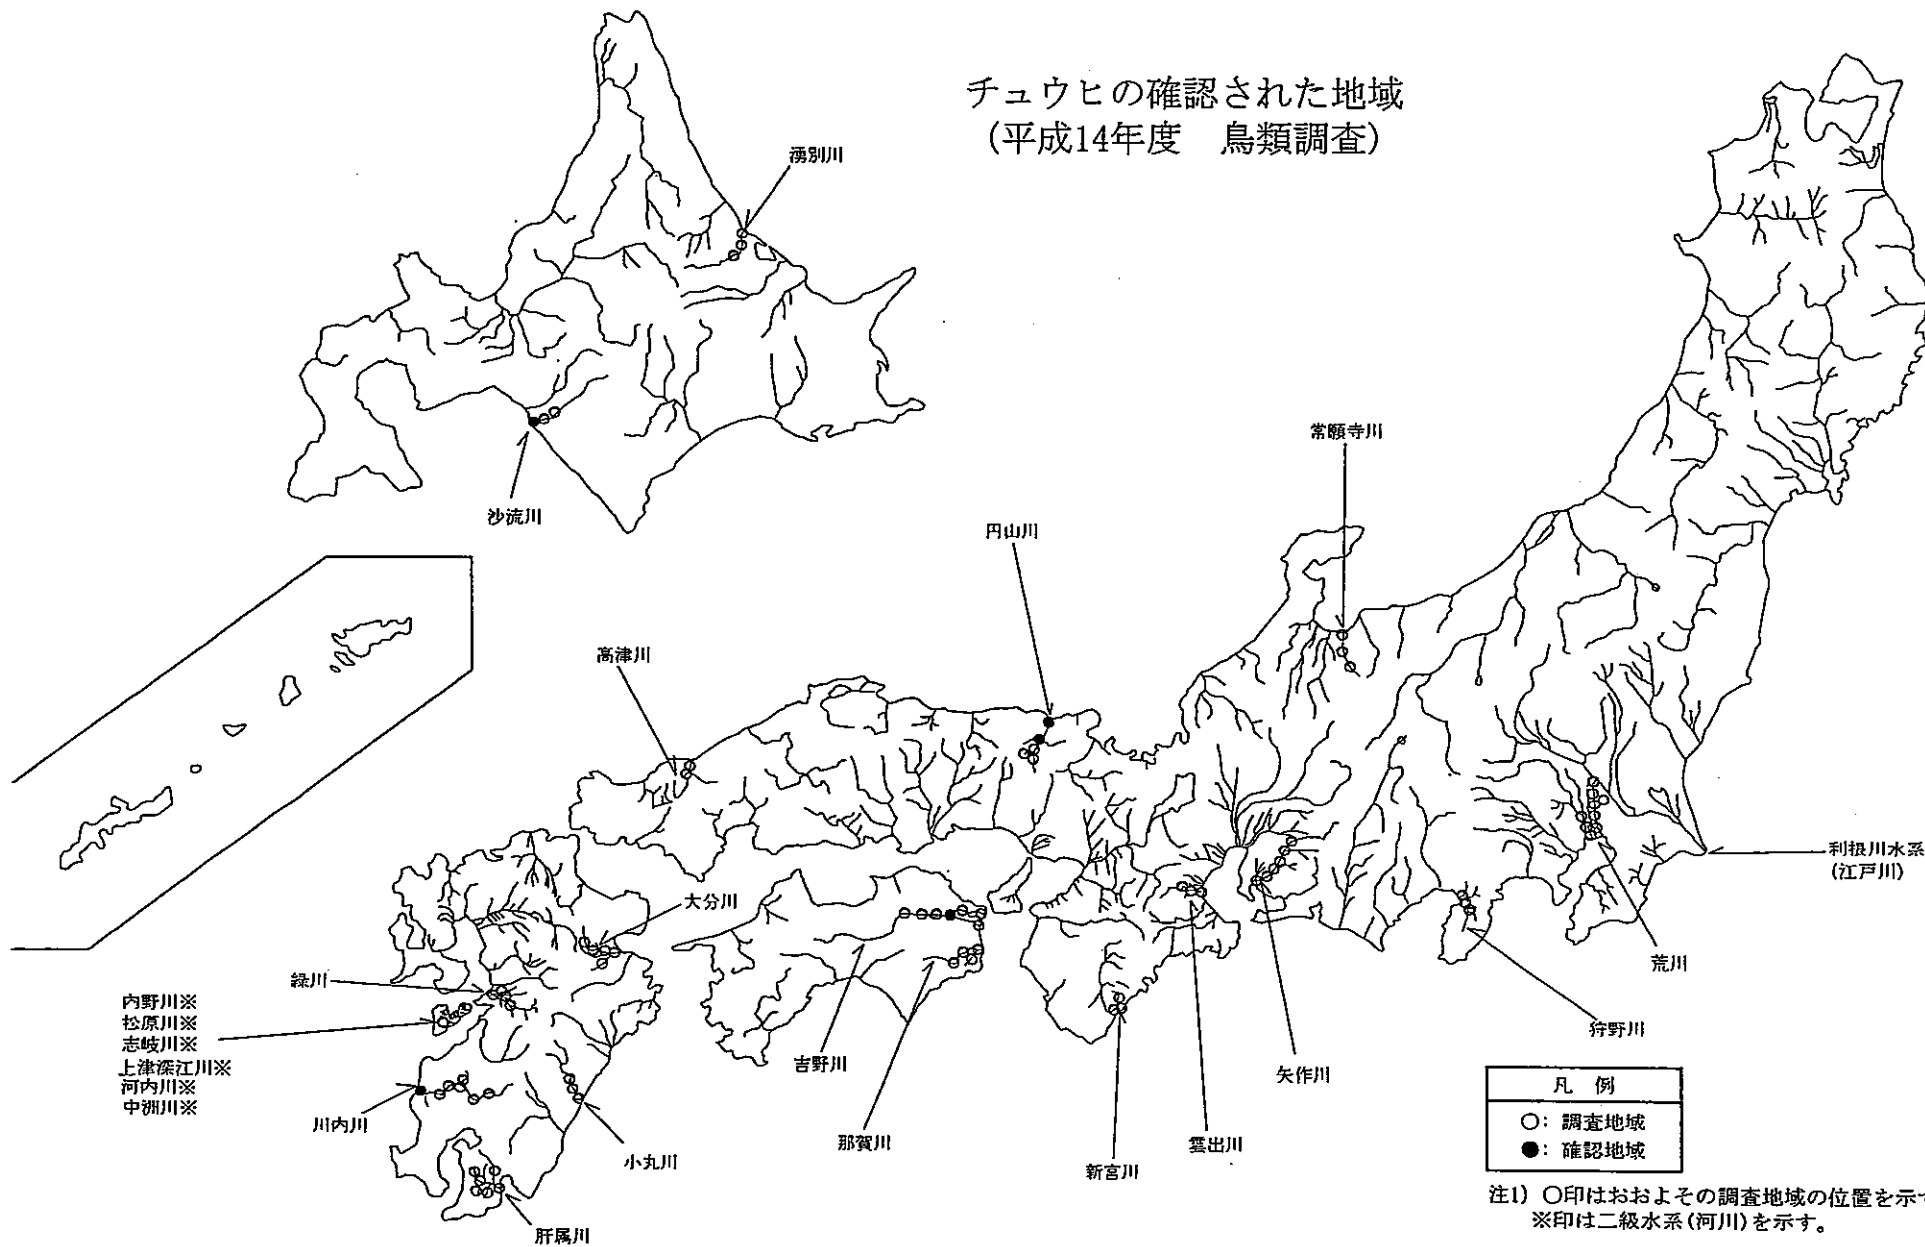 チュウヒの確認された地域
(平成14年度 鳥類調査)
湧別川
沙流川
常願寺川
円山川
高津川
利根川水系
(江戸川)
荒川
狩野川
矢作川
雲出川
新宮川
那賀川
吉野川
大分川
緑川
内野川※
松原川※
志岐川※
上津深江川※
河内川※
中洲川※
川内川
小丸川
肝属川
凡 例
○: 調査地域
●: 確認地域
注1) ○印はおおよその調査地域の位置を示す
※印は二級水系(河川)を示す。